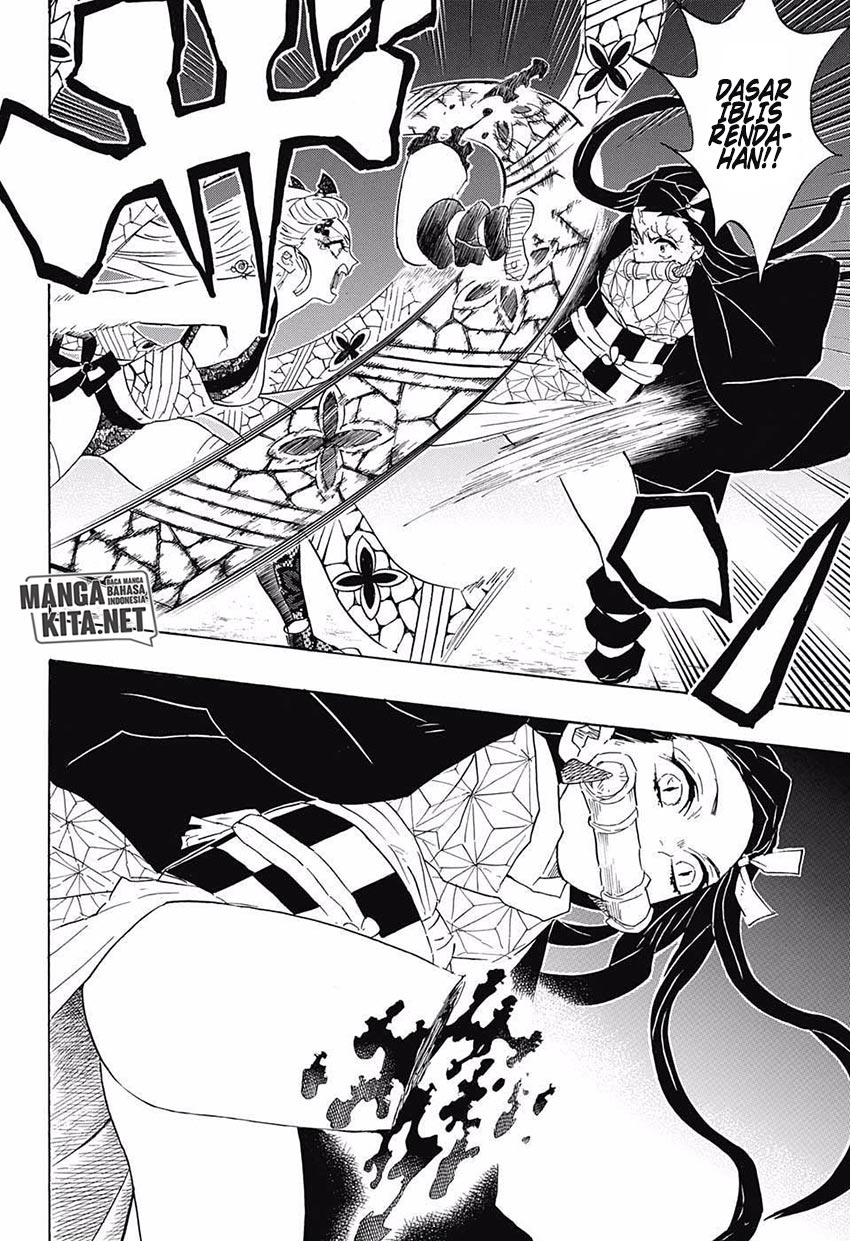 DASAR
IBLIS
RENDA-
HAN!!
MANGA
KITA.NET
BACA MANGA
BAHASA
INDONESIA